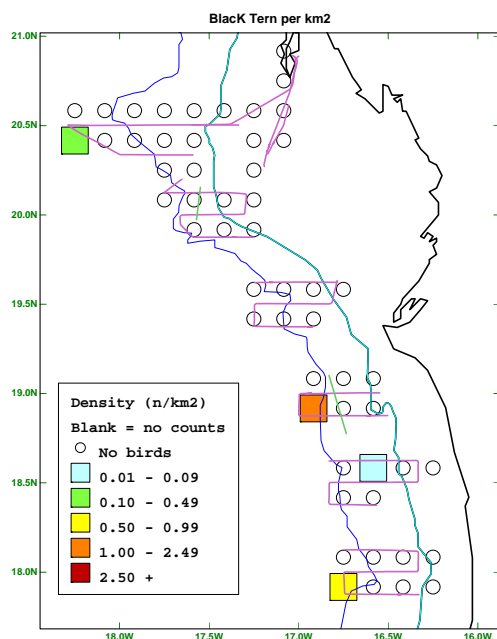 BlacK Tern per km2
21.0N
20.5N
20.0N
19.5N
19.0N
18.5N
18.0N
Density (n/km2)
Blank = no counts
No birds
0.01 - 0.09
0.10 - 0.49
0.50 - 0.99
1.00 - 2.49
2.50 +
18.0W 17.5W 17.0W 16.5W 16.0W